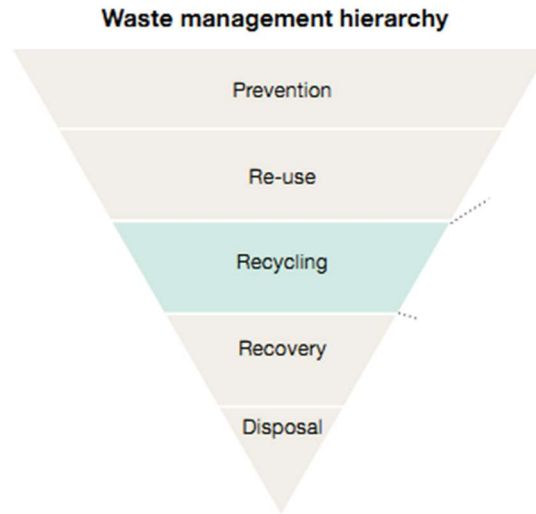 Waste management hierarchy
Prevention
Re-use
Recycling
Recovery
Disposal